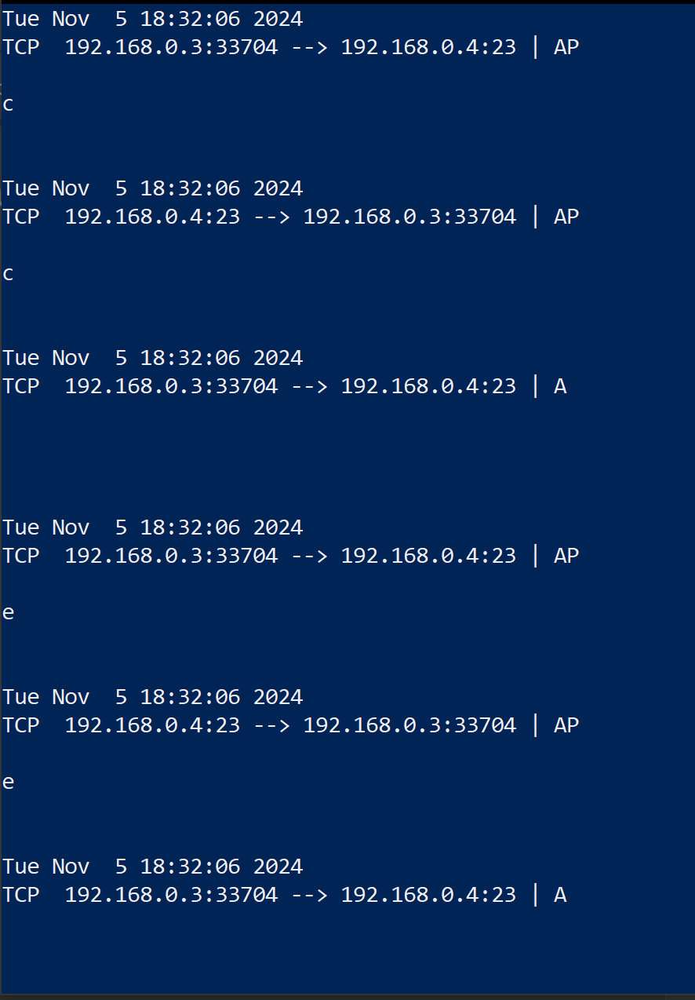 Tue Nov  5 18:32:06 2024
TCP  192.168.0.3:33704 --> 192.168.0.4:23 | AP
c
Tue Nov  5 18:32:06 2024
TCP  192.168.0.4:23 --> 192.168.0.3:33704 | AP
c
Tue Nov  5 18:32:06 2024
TCP  192.168.0.3:33704 --> 192.168.0.4:23 | A
Tue Nov  5 18:32:06 2024
TCP  192.168.0.3:33704 --> 192.168.0.4:23 | AP
e
Tue Nov  5 18:32:06 2024
TCP  192.168.0.4:23 --> 192.168.0.3:33704 | AP
e
Tue Nov  5 18:32:06 2024
TCP  192.168.0.3:33704 --> 192.168.0.4:23 | A